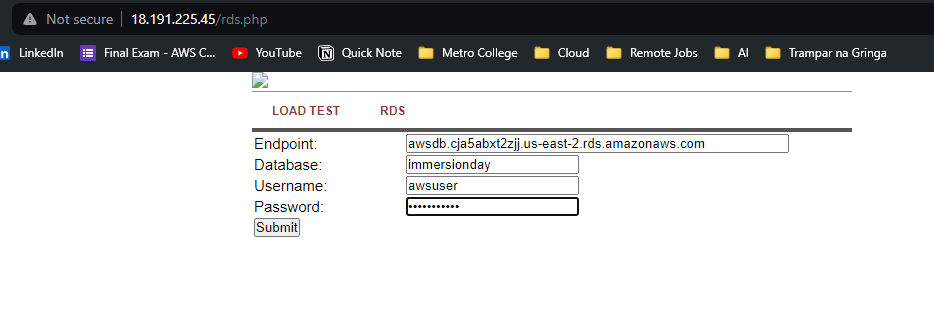 Not secure 18.191.225.45/rds.php
LinkedIn Final Exam - AWS C... YouTube Quick Note Metro College Cloud Remote Jobs AI Trampar na Gringa
LOAD TEST RDS
Endpoint: awsdb.cja5abxt2zjj.us-east-2.rds.amazonaws.com
Database: immersionday
Username: awsuser
Password: •••••••••••
Submit